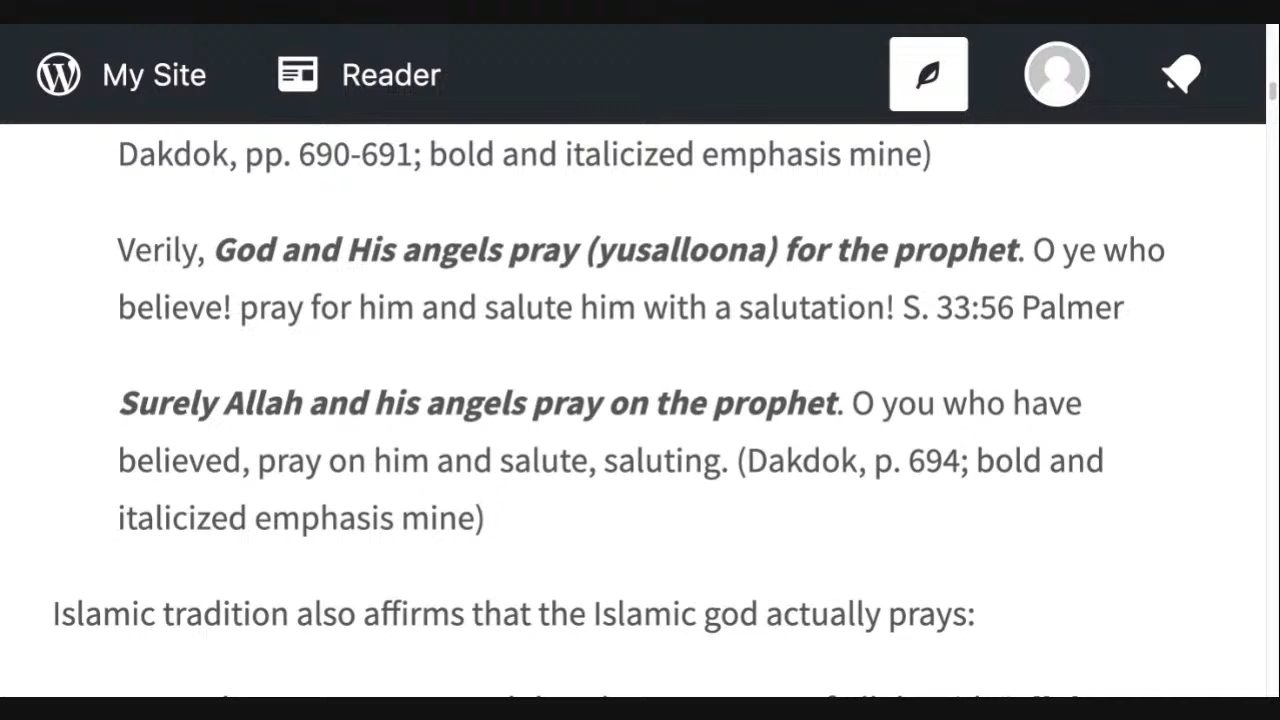 My Site Reader
Dakdok, pp. 690-691; bold and italicized emphasis mine)
Verily, God and His angels pray (yusalloona) for the prophet. O ye who
believe! pray for him and salute him with a salutation! S. 33:56 Palmer
Surely Allah and his angels pray on the prophet. O you who have
believed, pray on him and salute, saluting. (Dakdok, p. 694; bold and
italicized emphasis mine)
Islamic tradition also affirms that the Islamic god actually prays: